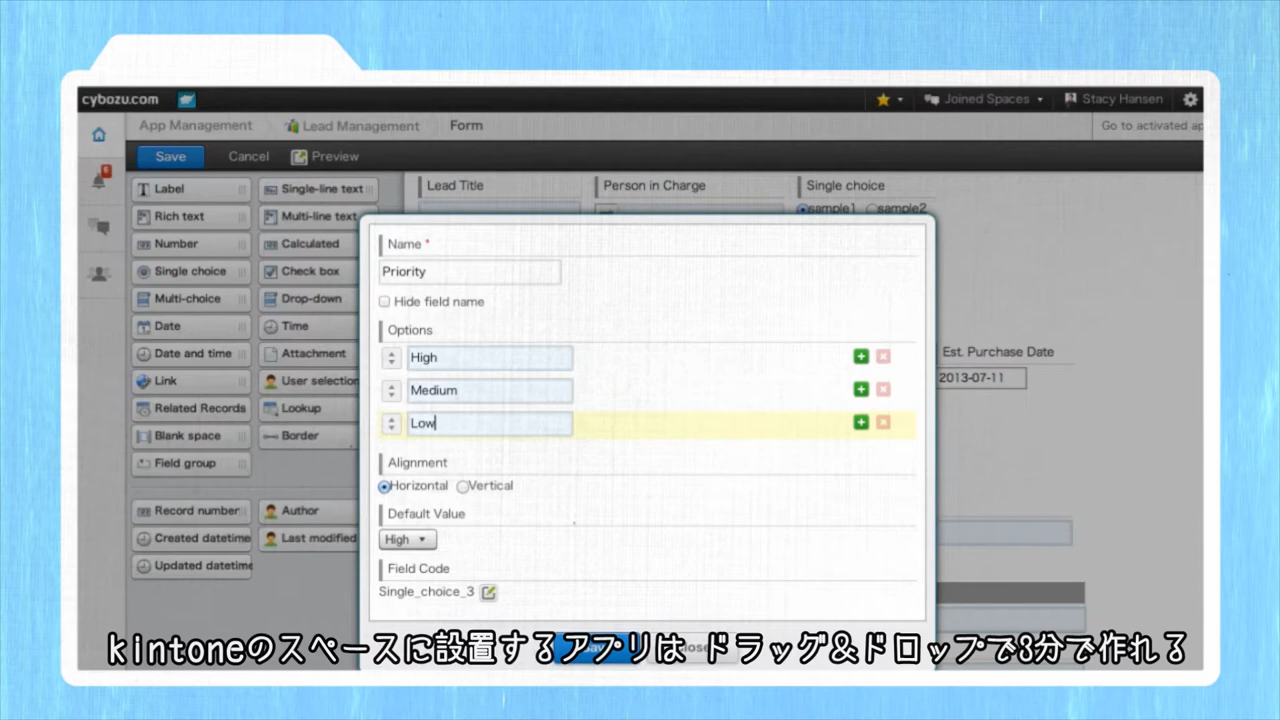 cybozu.com
Joined Spaces
Stacy Hansen
App Management
Lead Management
Form
Go to activated ap
Save
Cancel
Preview
Label
Single-line text
Lead Title
Person in Charge
Single choice
sample1
sample2
Rich text
Multi-line text
Number
Calculated
Single choice
Check box
Multi-choice
Drop-down
Date
Time
Date and time
Attachment
Link
User selection
Related Records
Lookup
Blank space
Border
Field group
Record number
Author
Created datetime
Last modified
Updated datetime
Name *
Priority
Hide field name
Options
High
Medium
Low
Alignment
Horizontal
Vertical
Default Value
High
Field Code
Single_choice_3
Est. Purchase Date
2013-07-11
kintoneのスペースに設置するアプリは ドラッグ&ドロップで3分で作れる